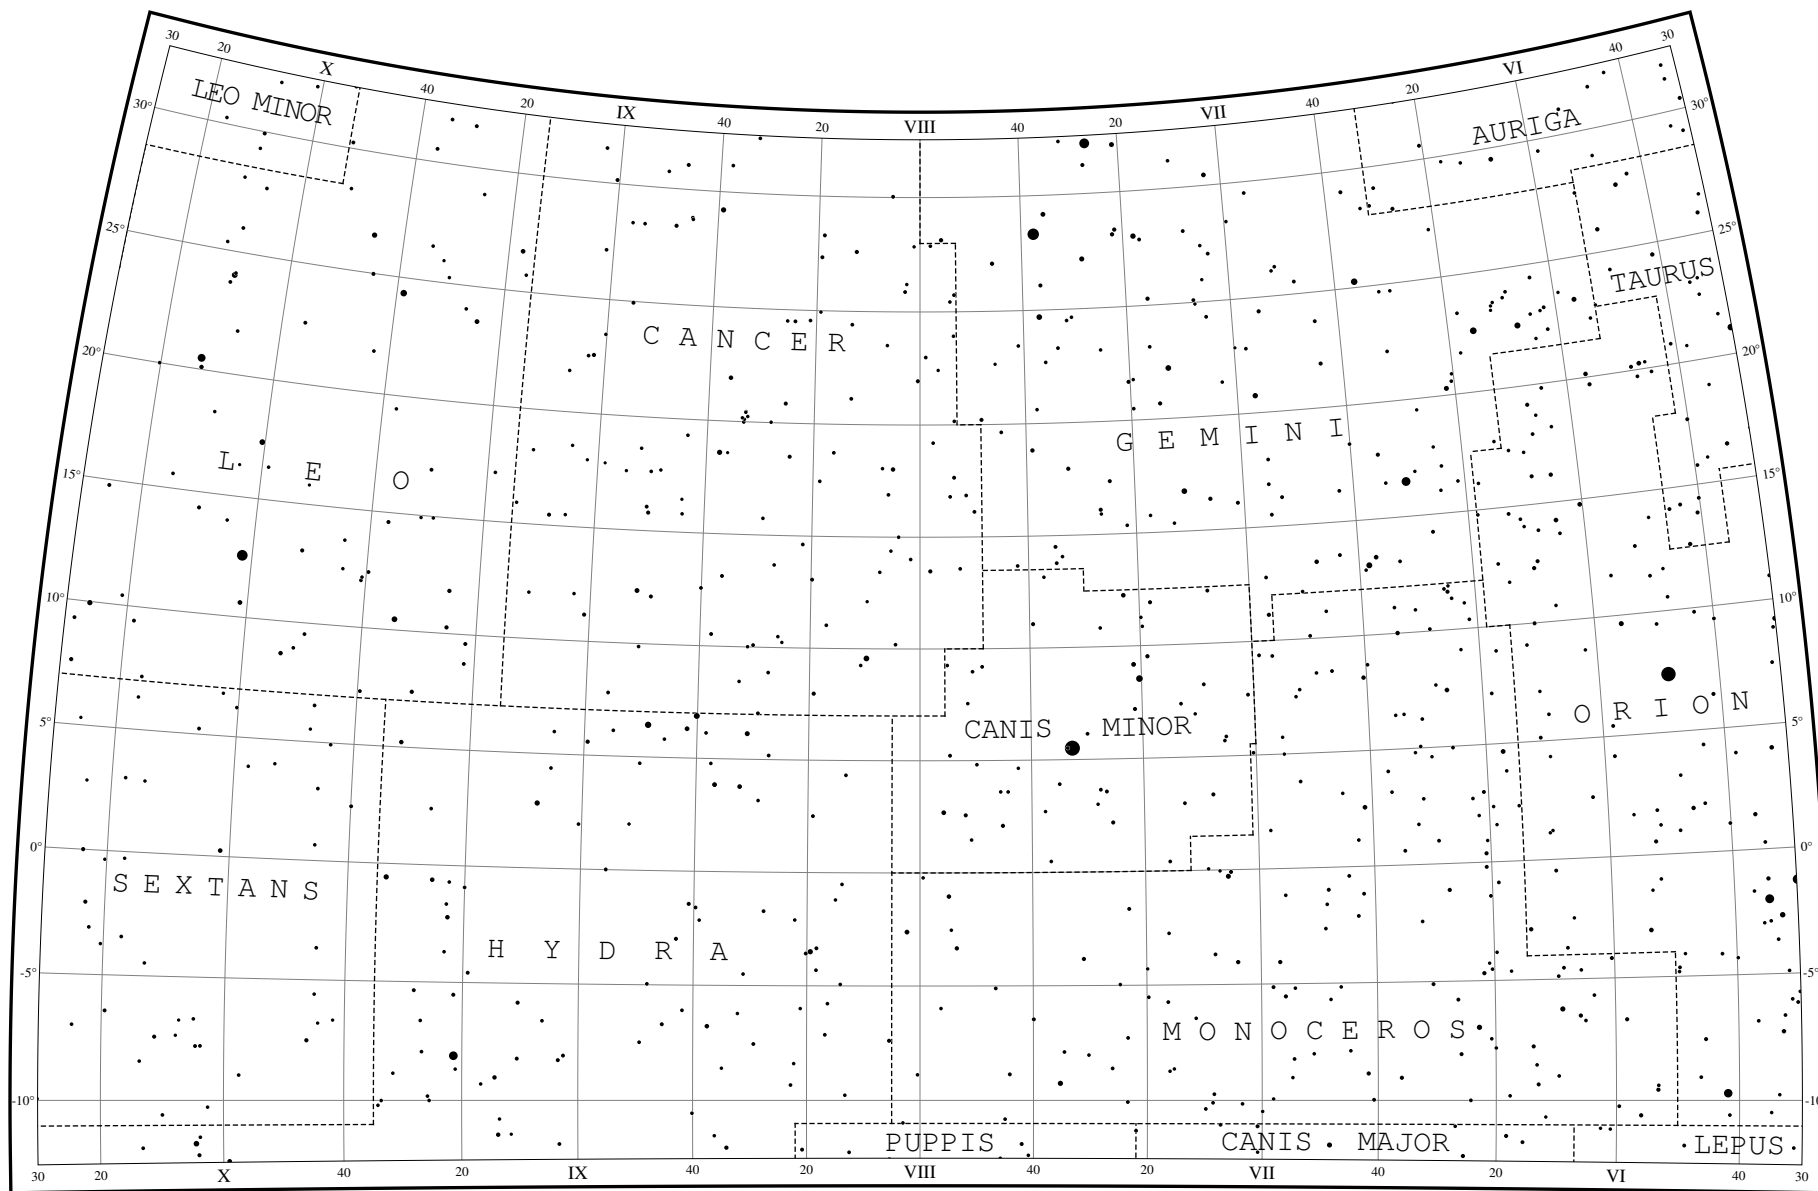 30 20 X 40 20 IX 40 20 VIII 40 20 VII 40 20 VI 40 30
LEO MINOR
AURIGA
30° 30°
25° 25°
TAURUS
CANCER
20° 20°
GEMINI
LEO
15° 15°
10° 10°
ORION
CANIS MINOR
5° 5°
0° 0°
SEXTANS
HYDRA
-5° -5°
MONOCEROS
-10° -10
PUPPIS CANIS MAJOR LEPUS
30 20 X 40 20 IX 40 20 VIII 40 20 VII 40 20 VI 40 30